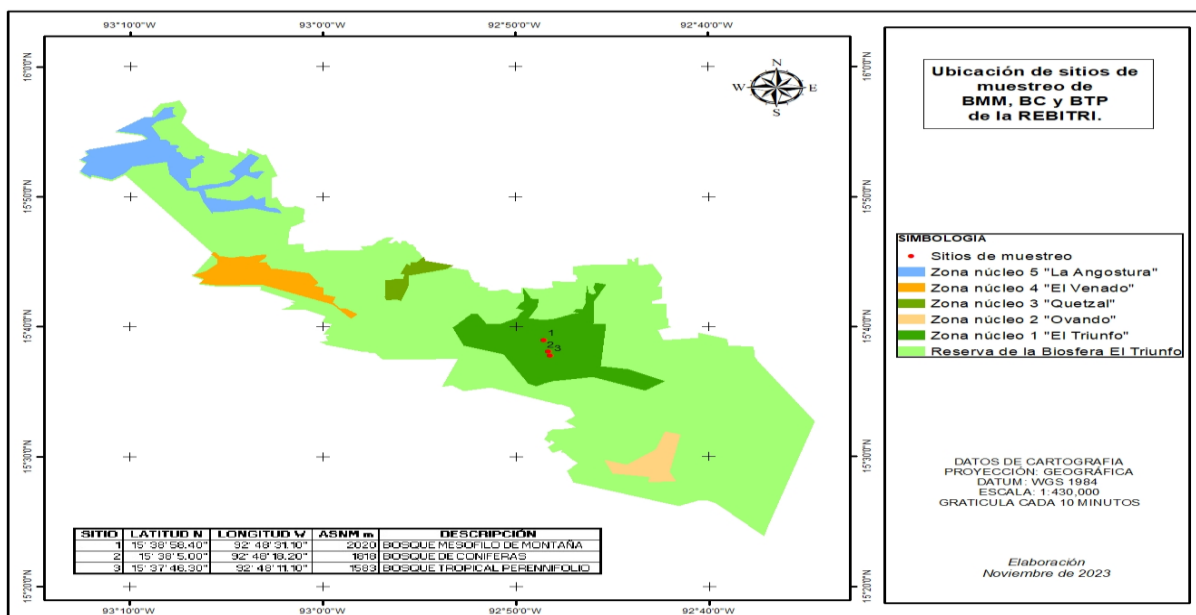 93°10'0"W 93°0'0"W 92°50'0"W 92°40'0"W
16°0'0"N 16°0'0"N
15°50'0"N 15°50'0"N
15°40'0"N 15°40'0"N
15°30'0"N 15°30'0"N
15°20'0"N 15°20'0"N
N
W E
S
1
2
3
SITIO LATITUD N LONGITUD W ASNM m DESCRIPCIÓN
1 15° 38' 58.40" 92° 48' 31.10" 2020 BOSQUE MESOFILO DE MONTAÑA
2 15° 38' 5.00" 92° 48' 18.20" 1818 BOSQUE DE CONIFERAS
3 15° 37' 46.30" 92° 48' 11.10" 1583 BOSQUE TROPICAL PERENNIFOLIO
93°10'0"W 93°0'0"W 92°50'0"W 92°40'0"W
Ubicación de sitios de
muestreo de
BMM, BC y BTP
de la REBITRI.
SIMBOLOGIA
Sitios de muestreo
Zona núcleo 5 "La Angostura"
Zona núcleo 4 "El Venado"
Zona núcleo 3 "Quetzal"
Zona núcleo 2 "Ovando"
Zona núcleo 1 "El Triunfo"
Reserva de la Biosfera El Triunfo
DATOS DE CARTOGRAFIA
PROYECCIÓN: GEOGRÁFICA
DATUM: WGS 1984
ESCALA: 1:430,000
GRATICULA CADA 10 MINUTOS
Elaboración
Noviembre de 2023